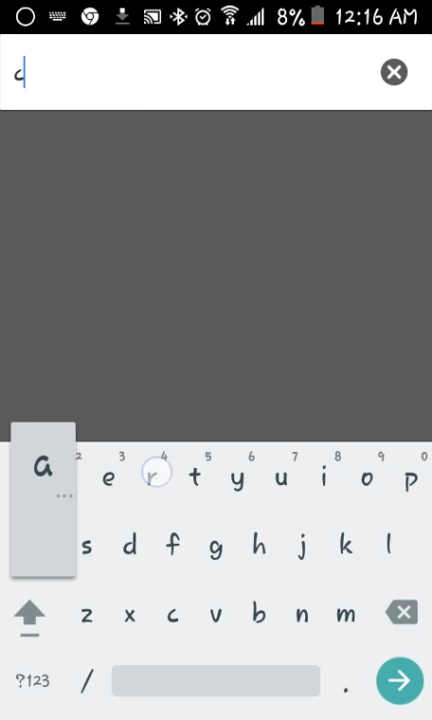 8% 12:16 AM
c
a
2 3 4 5 6 7 8 9 0
e r t y u i o p
s d f g h j k l
z x c v b n m
?123 / .